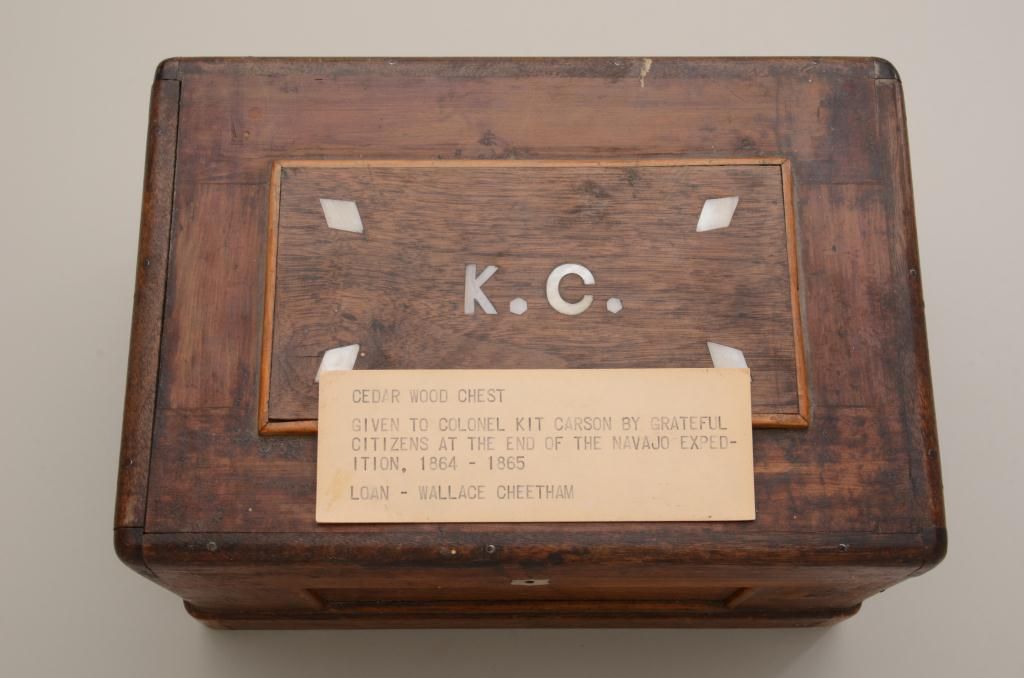 K. C.
CEDAR WOOD CHEST
GIVEN TO COLONEL KIT CARSON BY GRATEFUL
CITIZENS AT THE END OF THE NAVAJO EXPED-
ITION, 1864 - 1865
LOAN - WALLACE CHEETHAM